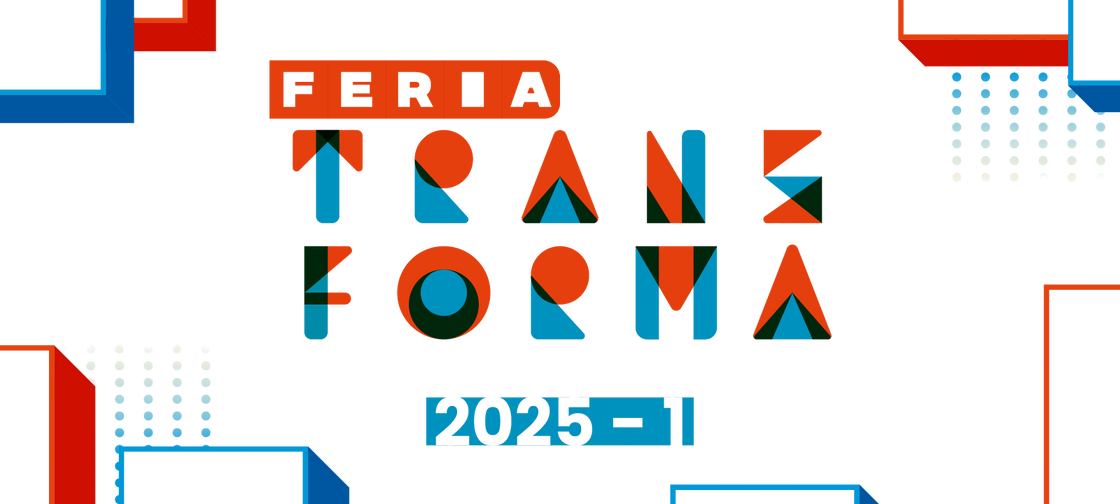 FERIA
TRANS
FORMA
2025 - 1